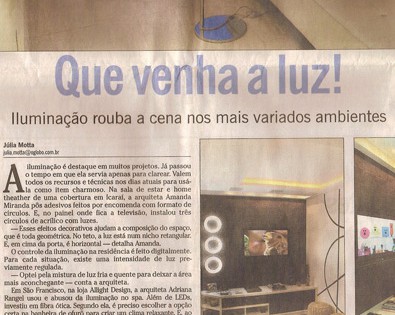 Que venha a luz!
Iluminação rouba a cena nos mais variados ambientes
Júlia Motta
julia.motta@oglobo.com.br
A iluminação é destaque em muitos projetos. Já passou
o tempo em que ela servia apenas para clarear. Valem
todos os recursos e técnicas nos dias atuais para usá-
la como item charmoso. Na sala de estar e home
theather de uma cobertura em Icaraí, a arquiteta Amanda
Miranda pôs adesivos feitos por encomenda com formato de
círculos. E, no painel onde fica a televisão, instalou três
círculos de acrílico com luzes.
— Esses efeitos decorativos ajudam a composição do espaço,
que é toda geométrica. No teto, a luz está num nicho retangular.
E, em cima da porta, é horizontal — detalha Amanda.
O controle da iluminação na residência é feito digitalmente.
Para cada situação, existe uma intensidade de luz pre-
viamente regulada.
— Optei pela mistura de luz fria e quente para deixar a área
mais aconchegante — conta a arquiteta.
Em São Francisco, na loja Allight Design, a arquiteta Adriana
Rangel usou e abusou da iluminação no spa. Além de LEDs,
investiu em fibra ótica. Segundo ela, é preciso escolher a opção
certa na banheira de ofurô para criar um clima relaxante. E, ao